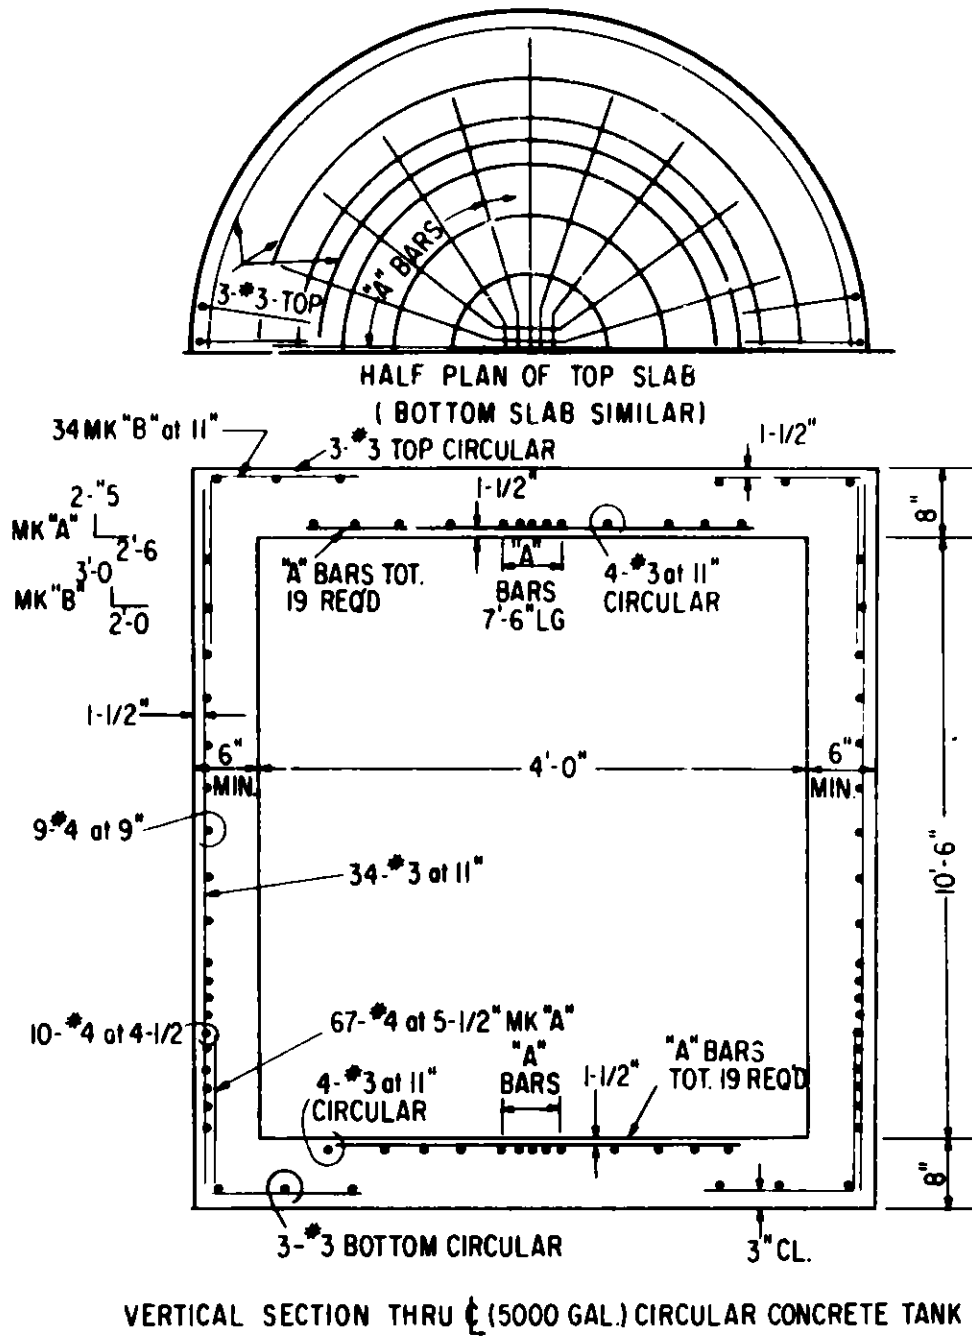 "A" BARS
3-#3-TOP
HALF PLAN OF TOP SLAB
(BOTTOM SLAB SIMILAR)
34 MK "B" at 11"
3-#3 TOP CIRCULAR
1-1/2"
1-1/2"
8"
2-"5
MK "A"
2'-6
3'-0
MK "B"
2'-0
"A" BARS TOT.
19 REQ'D
"A"
BARS
7'-6" LG
4-#3 at 11"
CIRCULAR
1-1/2"
6"
MIN.
4'-0"
6"
MIN.
9-#4 at 9"
34-#3 at 11"
10'-6"
10-#4 at 4-1/2
67-#4 at 5-1/2" MK "A"
"A"
BARS
1-1/2"
"A" BARS
TOT. 19 REQ'D
4-#3 at 11"
CIRCULAR
8"
3-#3 BOTTOM CIRCULAR
3" CL.
VERTICAL SECTION THRU ℄ (5000 GAL.) CIRCULAR CONCRETE TANK